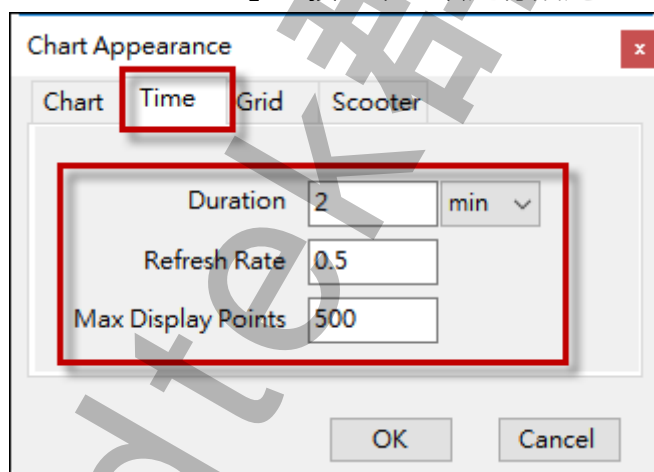 Chart Appearance
x
Chart Time Grid Scooter
Duration 2 min
Refresh Rate 0.5
Max Display Points 500
OK Cancel